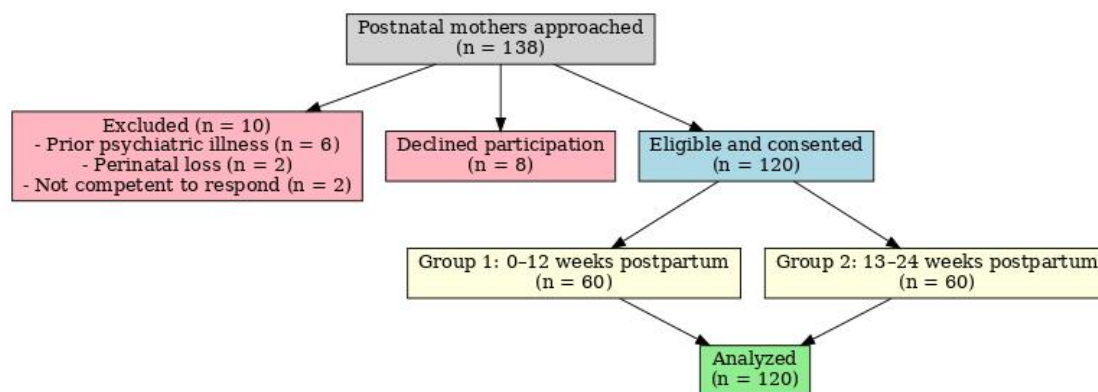 Postnatal mothers approached
(n = 138)
Excluded (n = 10)
- Prior psychiatric illness (n = 6)
- Perinatal loss (n = 2)
- Not competent to respond (n = 2)
Declined participation
(n = 8)
Eligible and consented
(n = 120)
Group 1: 0–12 weeks postpartum
(n = 60)
Group 2: 13–24 weeks postpartum
(n = 60)
Analyzed
(n = 120)